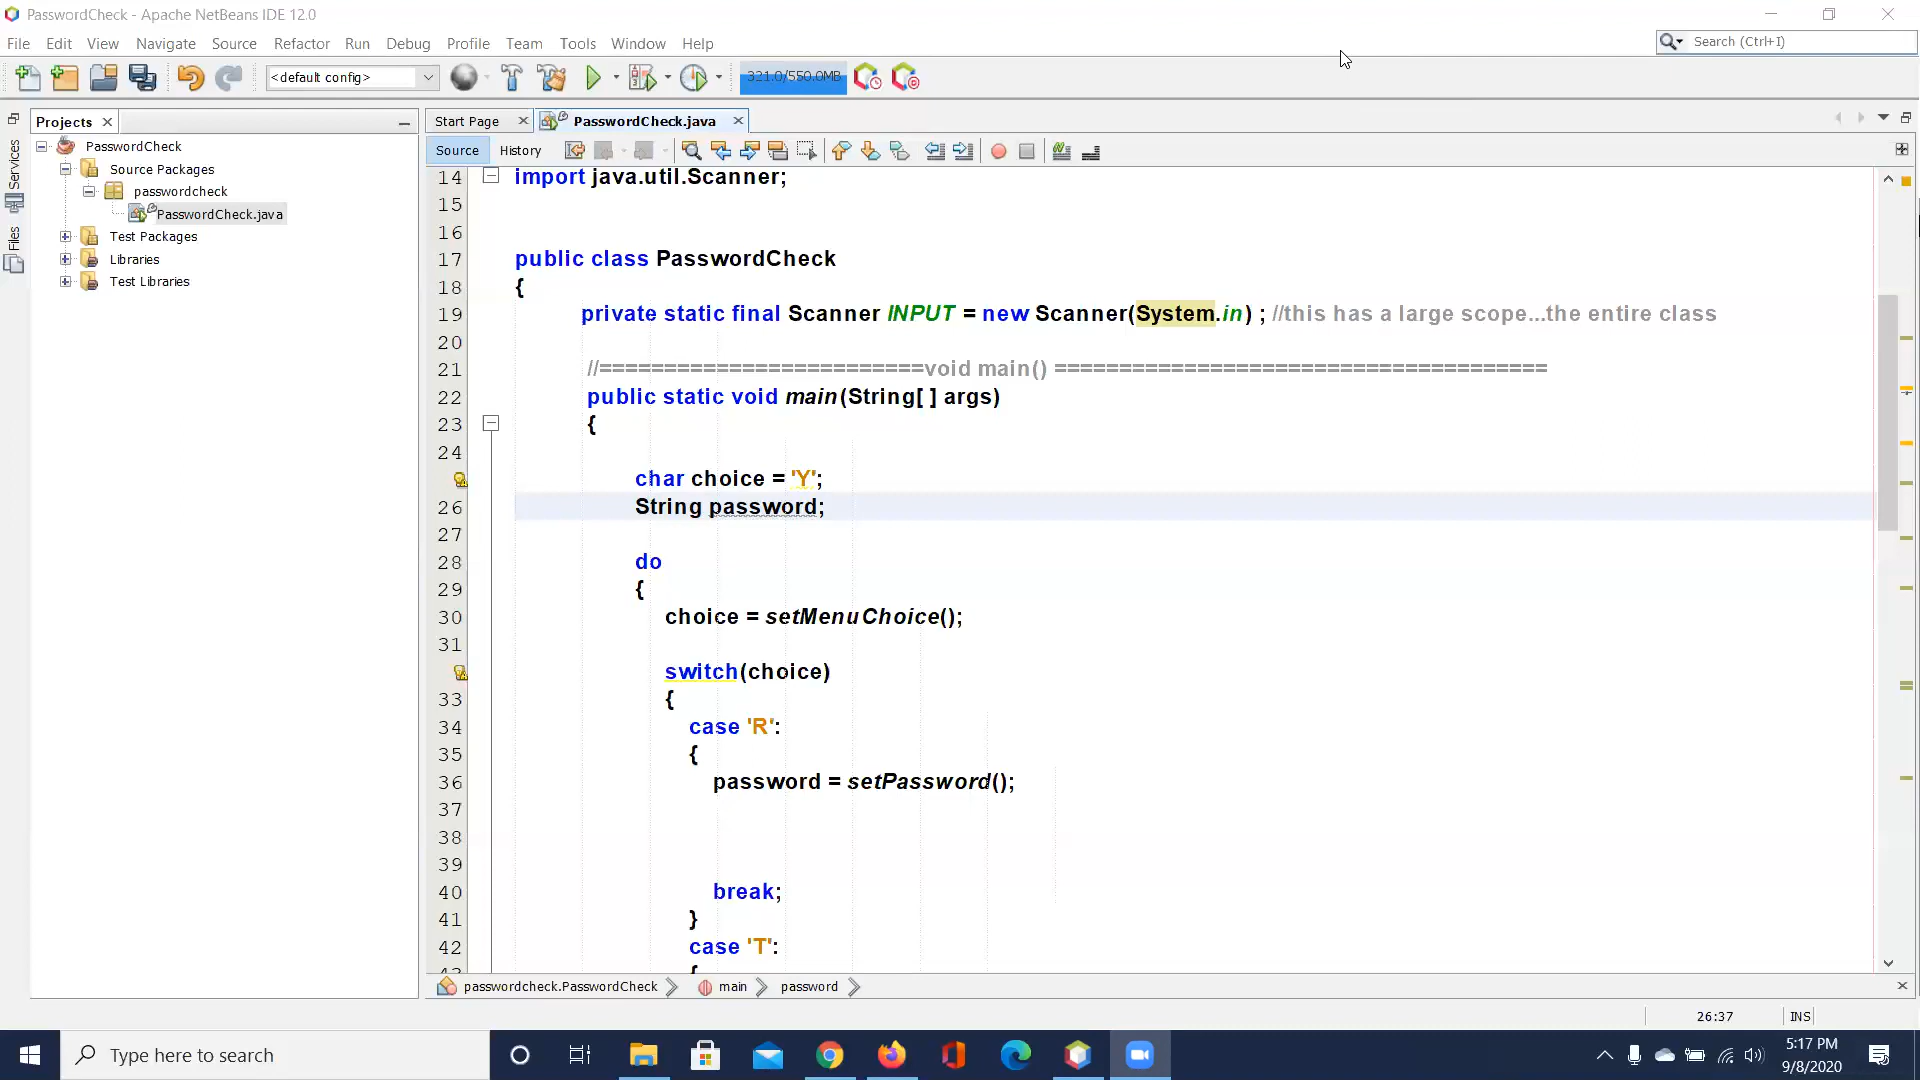 PasswordCheck - Apache NetBeans IDE 12.0
File Edit View Navigate Source Refactor Run Debug Profile Team Tools Window Help
Search (Ctrl+I)
<default config>
321.0/550.0MB
Projects
Start Page
PasswordCheck.java
Services
Files
PasswordCheck
Source Packages
passwordcheck
PasswordCheck.java
Test Packages
Libraries
Test Libraries
Source History
14 import java.util.Scanner;
15
16
17 public class PasswordCheck
18 {
19 private static final Scanner INPUT = new Scanner(System.in) ; //this has a large scope...the entire class
20
21 //=========================void main() ======================================
22 public static void main(String[ ] args)
23 {
24
char choice = 'Y';
26 String password;
27
28 do
29 {
30 choice = setMenuChoice();
31
switch(choice)
33 {
34 case 'R':
35 {
36 password = setPassword();
37
38
39
40 break;
41 }
42 case 'T':
43 {
passwordcheck.PasswordCheck main password
26:37 INS
Type here to search
5:17 PM
9/8/2020